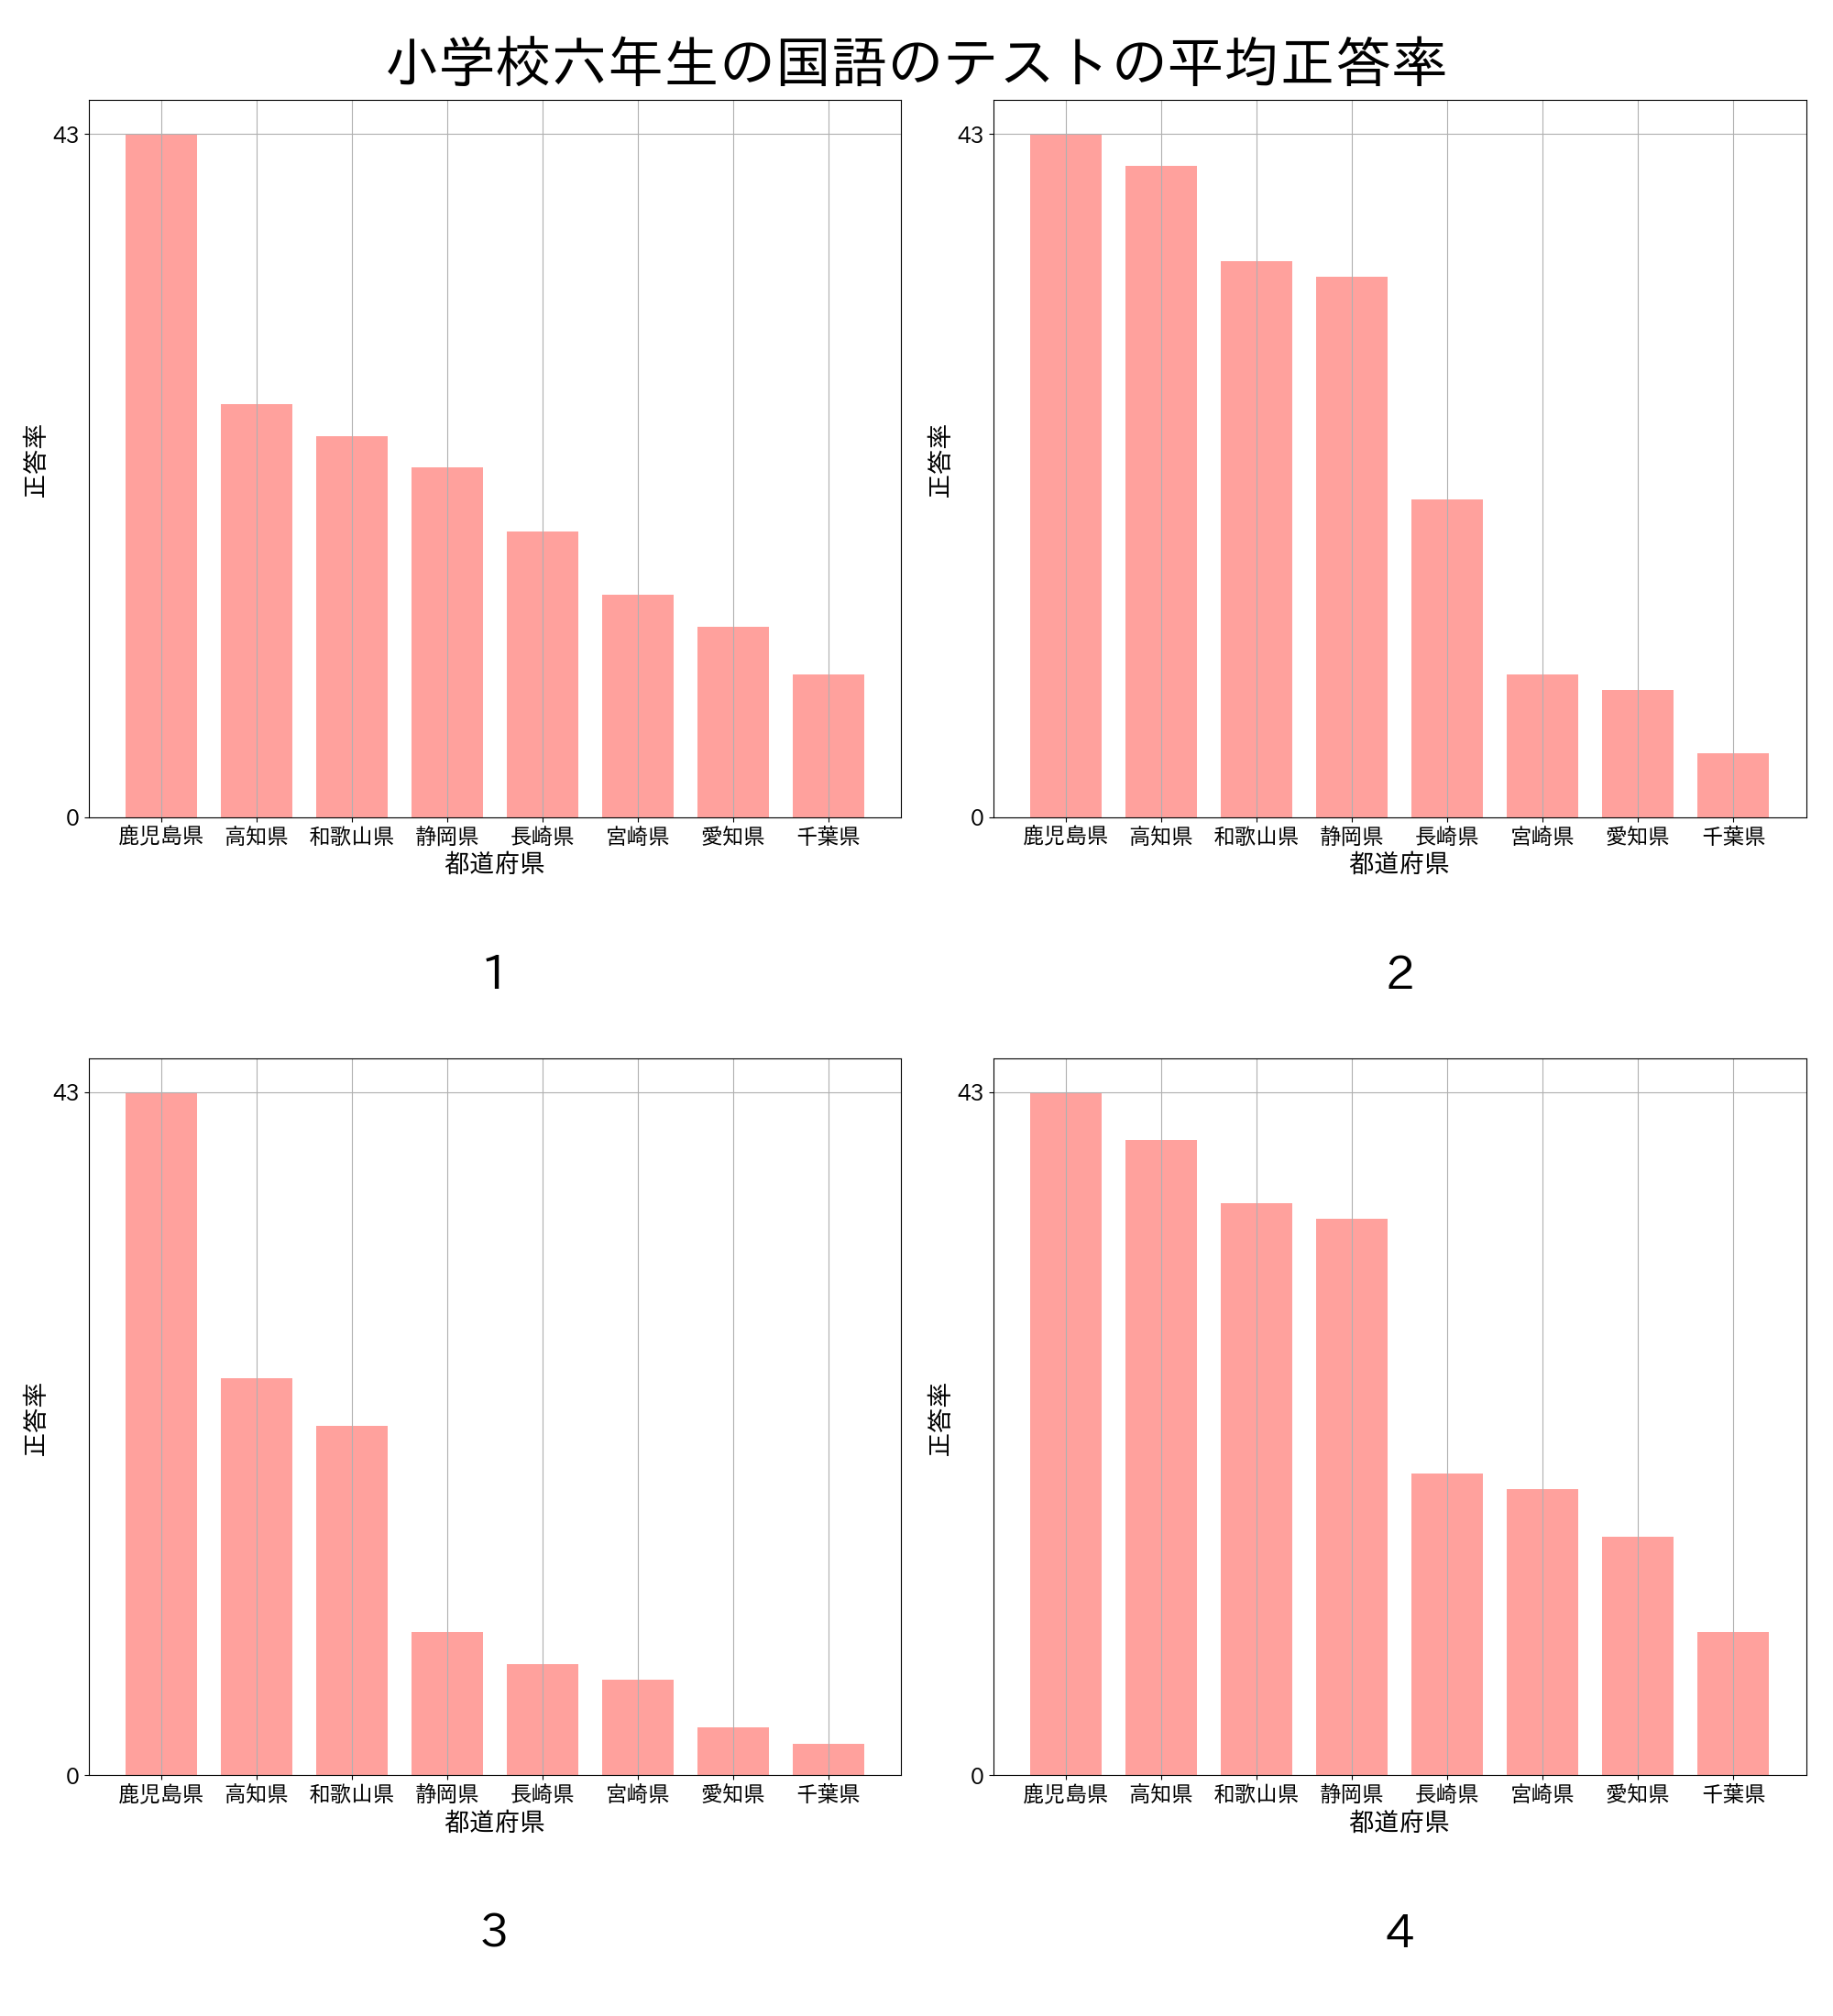 小学校六年生の国語のテストの平均正答率
43
0
正答率
鹿児島県 高知県 和歌山県 静岡県 長崎県 宮崎県 愛知県 千葉県
都道府県
1
43
0
正答率
鹿児島県 高知県 和歌山県 静岡県 長崎県 宮崎県 愛知県 千葉県
都道府県
2
43
0
正答率
鹿児島県 高知県 和歌山県 静岡県 長崎県 宮崎県 愛知県 千葉県
都道府県
3
43
0
正答率
鹿児島県 高知県 和歌山県 静岡県 長崎県 宮崎県 愛知県 千葉県
都道府県
4